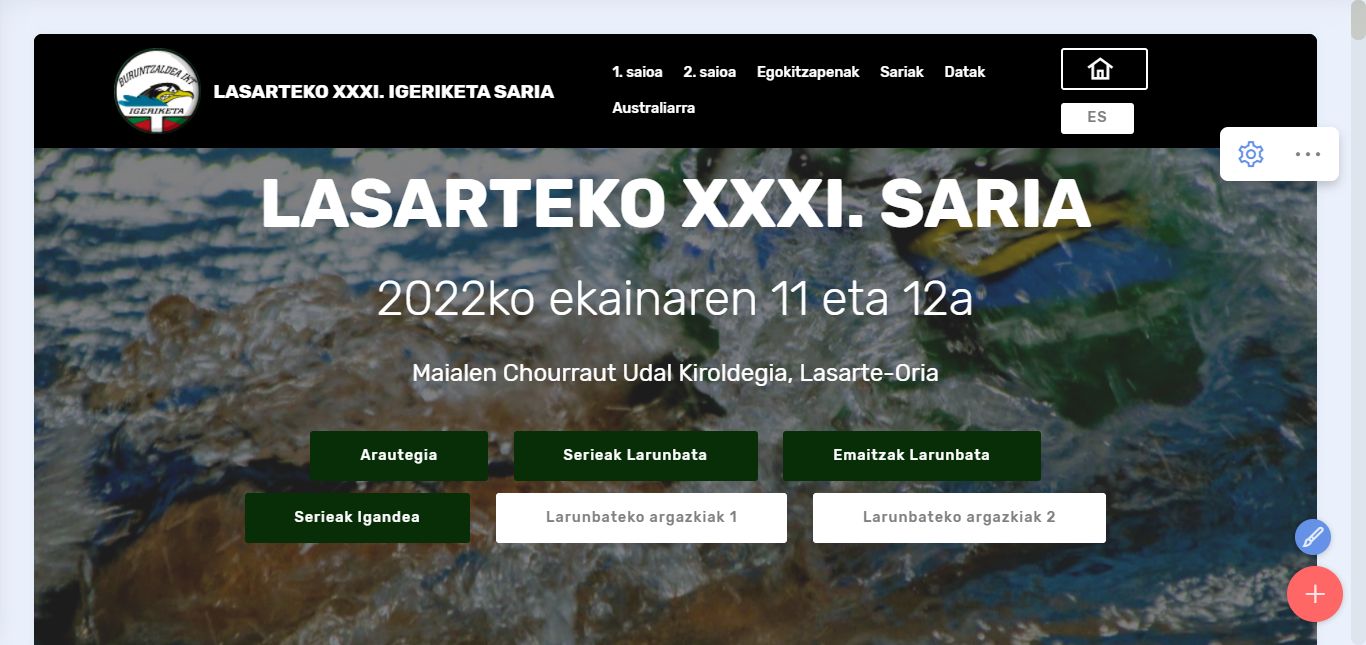 BURUNTZALDEA IKT
IGERIKETA
LASARTEKO XXXI. IGERIKETA SARIA
1. saioa 2. saioa Egokitzapenak Sariak Datak
Australiarra
ES
LASARTEKO XXXI. SARIA
2022ko ekainaren 11 eta 12a
Maialen Chourraut Udal Kiroldegia, Lasarte-Oria
Arautegia Serieak Larunbata Emaitzak Larunbata
Serieak Igandea Larunbateko argazkiak 1 Larunbateko argazkiak 2